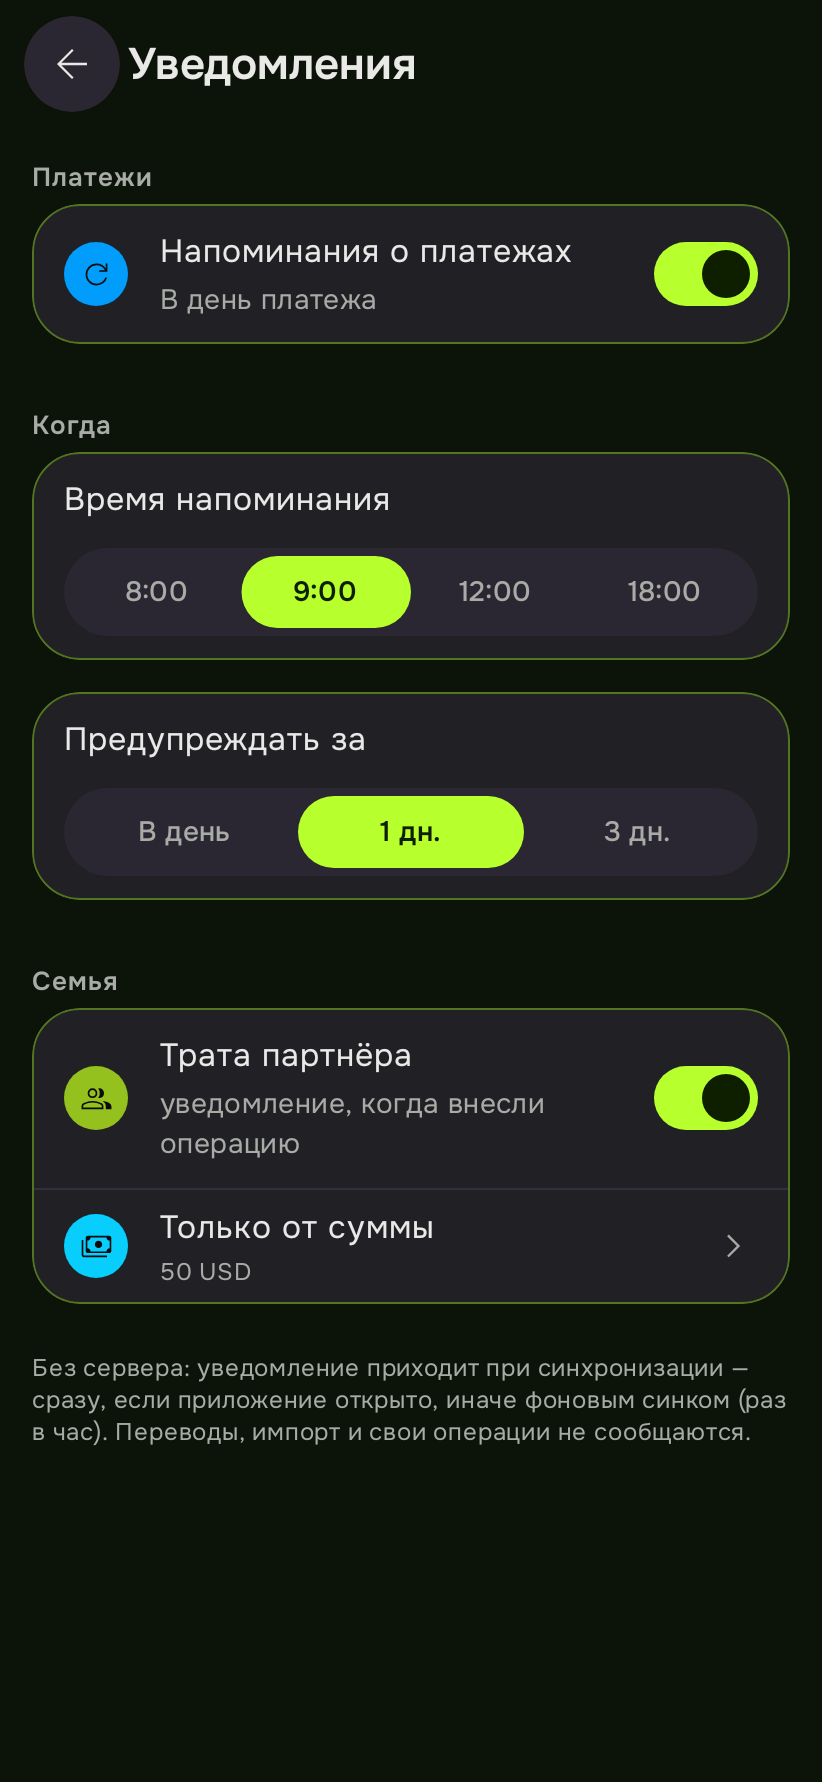 Уведомления
Платежи
Напоминания о платежах
В день платежа
Когда
Время напоминания
8:00 9:00 12:00 18:00
Предупреждать за
В день 1 дн. 3 дн.
Семья
Трата партнёра
уведомление, когда внесли
операцию
Только от суммы
50 USD
Без сервера: уведомление приходит при синхронизации —
сразу, если приложение открыто, иначе фоновым синком (раз
в час). Переводы, импорт и свои операции не сообщаются.